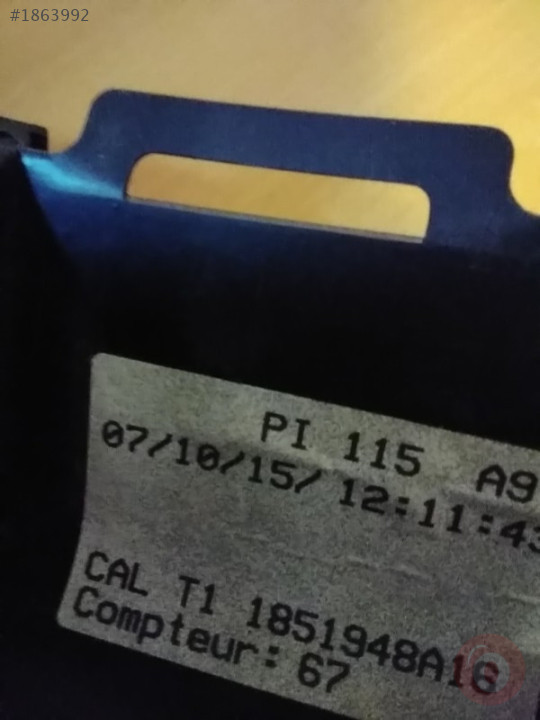 #1863992
PI 115 A9
07/10/15/ 12:11:43
CAL T1 1851948A16
Compteur: 67